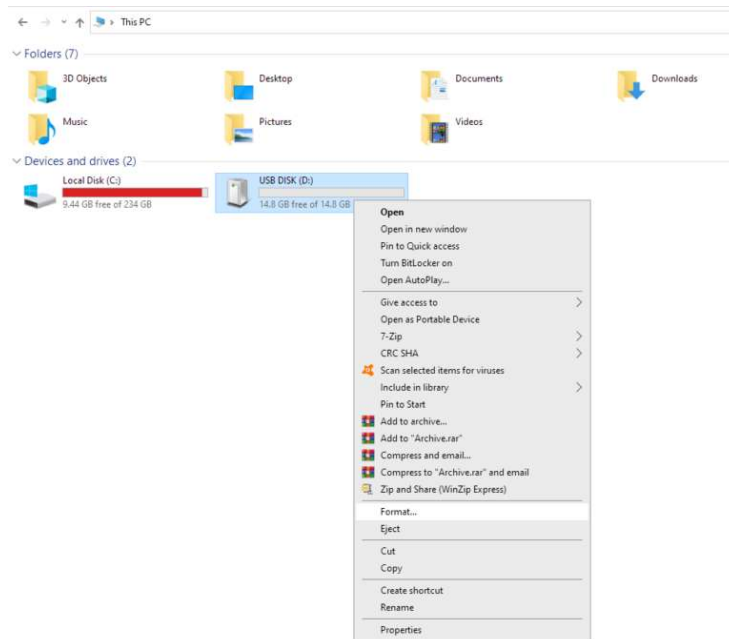 This PC
Folders (7)
3D Objects
Desktop
Documents
Downloads
Music
Pictures
Videos
Devices and drives (2)
Local Disk (C:)
9.44 GB free of 234 GB
USB DISK (D:)
14.8 GB free of 14.8 GB
Open
Open in new window
Pin to Quick access
Turn BitLocker on
Open AutoPlay...
Give access to
Open as Portable Device
7-Zip
CRC SHA
Scan selected items for viruses
Include in library
Pin to Start
Add to archive...
Add to "Archive.rar"
Compress and email...
Compress to "Archive.rar" and email
Zip and Share (WinZip Express)
Format...
Eject
Cut
Copy
Create shortcut
Rename
Properties